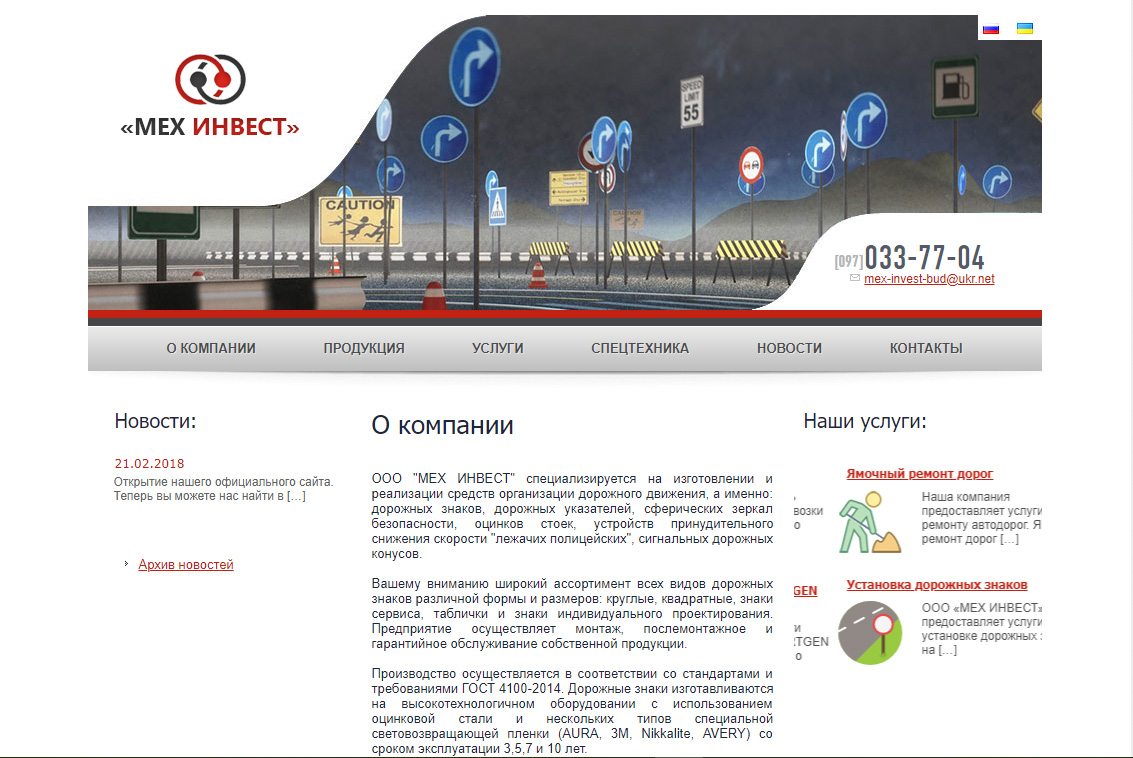 «МЕХ ИНВЕСТ»
SPEED
LIMIT
55
CAUTION
CAUTION
[097]033-77-04
mex-invest-bud@ukr.net
О КОМПАНИИ
ПРОДУКЦИЯ
УСЛУГИ
СПЕЦТЕХНИКА
НОВОСТИ
КОНТАКТЫ
Новости:
21.02.2018
Открытие нашего официального сайта.
Теперь вы можете нас найти в […]
Архив новостей
О компании
ООО "МЕХ ИНВЕСТ" специализируется на изготовлении и
реализации средств организации дорожного движения, а именно:
дорожных знаков, дорожных указателей, сферических зеркал
безопасности, оцинков стоек, устройств принудительного
снижения скорости "лежачих полицейских", сигнальных дорожных
конусов.
Вашему вниманию широкий ассортимент всех видов дорожных
знаков различной формы и размеров: круглые, квадратные, знаки
сервиса, таблички и знаки индивидуального проектирования.
Предприятие осуществляет монтаж, послемонтажное и
гарантийное обслуживание собственной продукции.
Производство осуществляется в соответствии со стандартами и
требованиями ГОСТ 4100-2014. Дорожные знаки изготавливаются
на высокотехнологичном оборудовании с использованием
оцинковой стали и нескольких типов специальной
световозвращающей пленки (AURA, 3M, Nikkalite, AVERY) со
сроком эксплуатации 3,5,7 и 10 лет.
Наши услуги:
Ямочный ремонт дорог
возки
о
Наша компания
предоставляет услуги
ремонту автодорог. Я
ремонт дорог […]
GEN
и
RTGEN
о
Установка дорожных знаков
ООО «МЕХ ИНВЕСТ»
предоставляет услуги
установке дорожных з
на […]